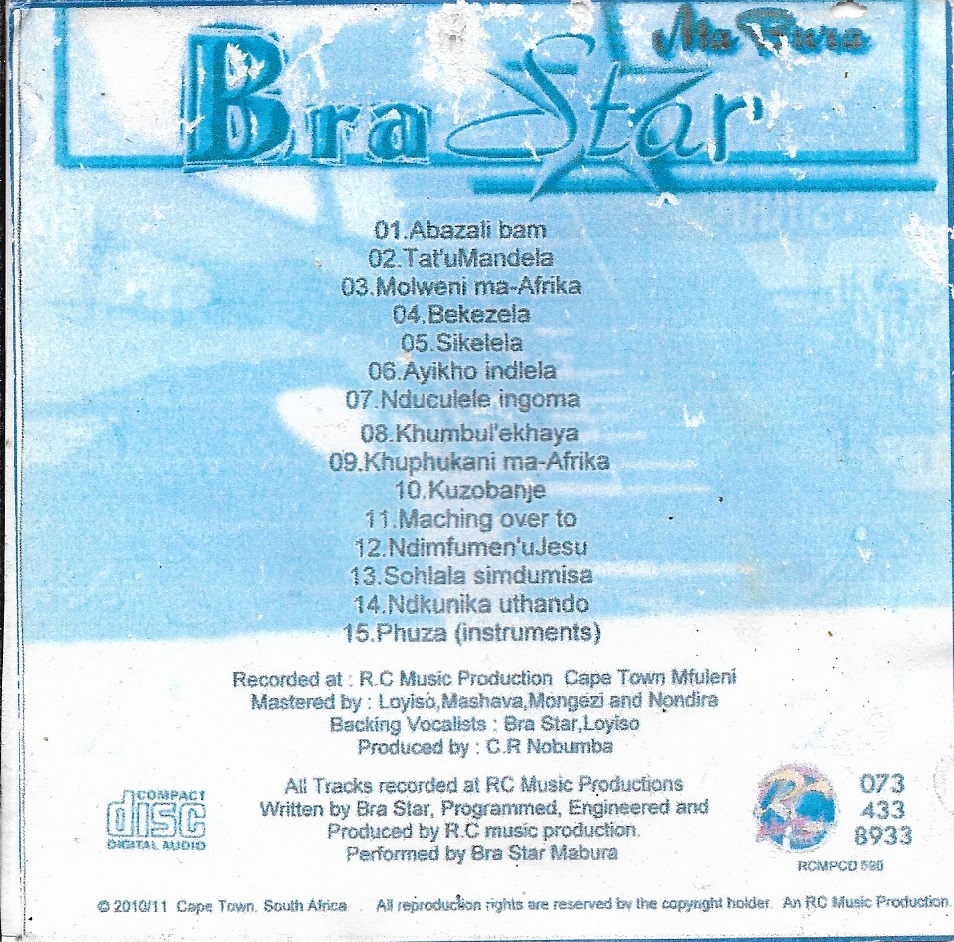 Ma Bura
Bra Star
01.Abazali bam
02.Tat'uMandela
03.Molweni ma-Afrika
04.Bekezela
05.Sikelela
06.Ayikho indlela
07.Nduculele ingoma
08.Khumbul'ekhaya
09.Khuphukani ma-Afrika
10.Kuzobanje
11.Maching over to
12.Ndimfumen'uJesu
13.Sohlala simdumisa
14.Ndkunika uthando
15.Phuza (instruments)
Recorded at : R.C Music Production Cape Town Mfuleni
Mastered by : Loyiso,Mashava,Mongezi and Nondira
Backing Vocalists : Bra Star,Loyiso
Produced by : C.R Nobumba
All Tracks recorded at RC Music Productions
Written by Bra Star, Programmed, Engineered and
Produced by R.C music production.
Performed by Bra Star Mabura
COMPACT
disc
DIGITAL AUDIO
RC
073
433
8933
RCMPCD
© 2010/11 Cape Town, South Africa All reproduction rights are reserved by the copyright holder. An RC Music Production.